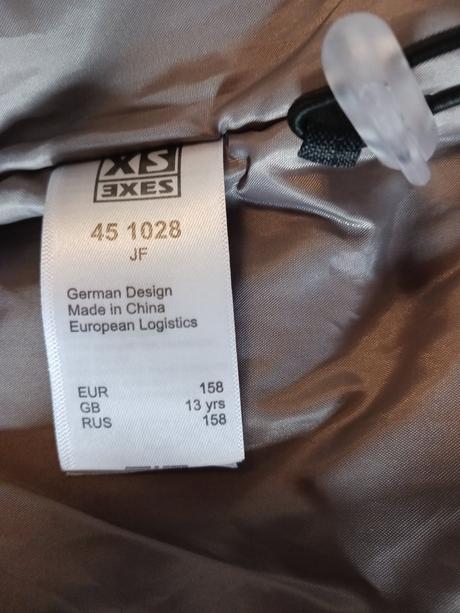 XS
EXES
45 1028
JF
German Design
Made in China
European Logistics
EUR 158
GB 13 yrs
RUS 158